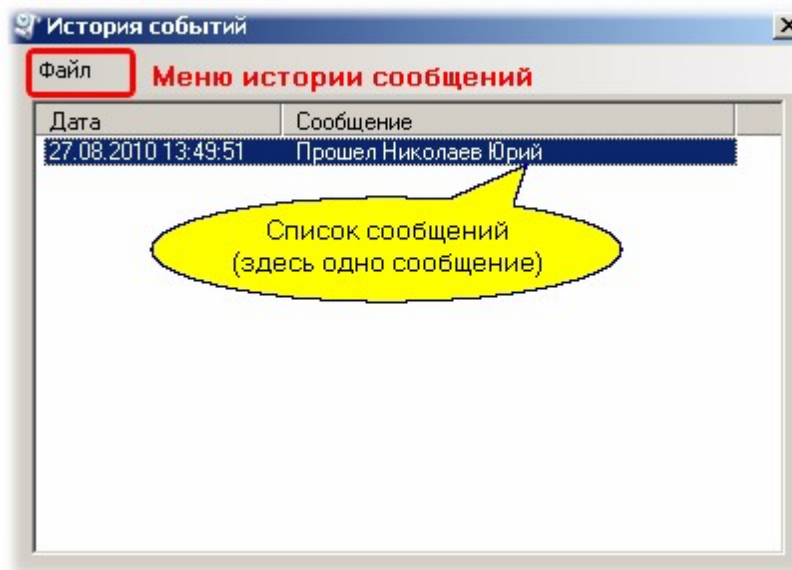 История событий
Файл
Меню истории сообщений
Дата Сообщение
27.08.2010 13:49:51 Прошел Николаев Юрий
Список сообщений
(здесь одно сообщение)